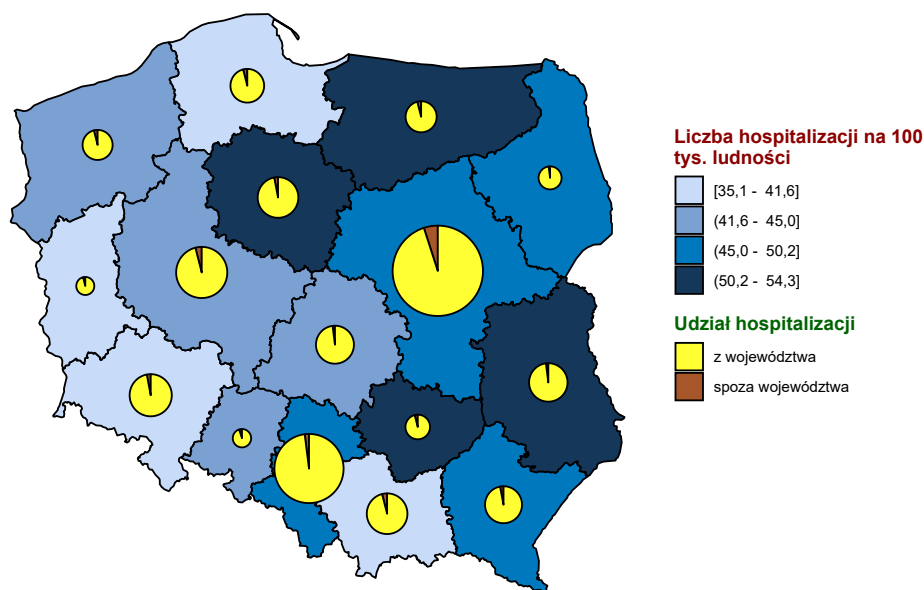 Liczba hospitalizacji na 100
tys. ludności
[35,1 - 41,6]
(41,6 - 45,0]
(45,0 - 50,2]
(50,2 - 54,3]
Udział hospitalizacji
z województwa
spoza województwa